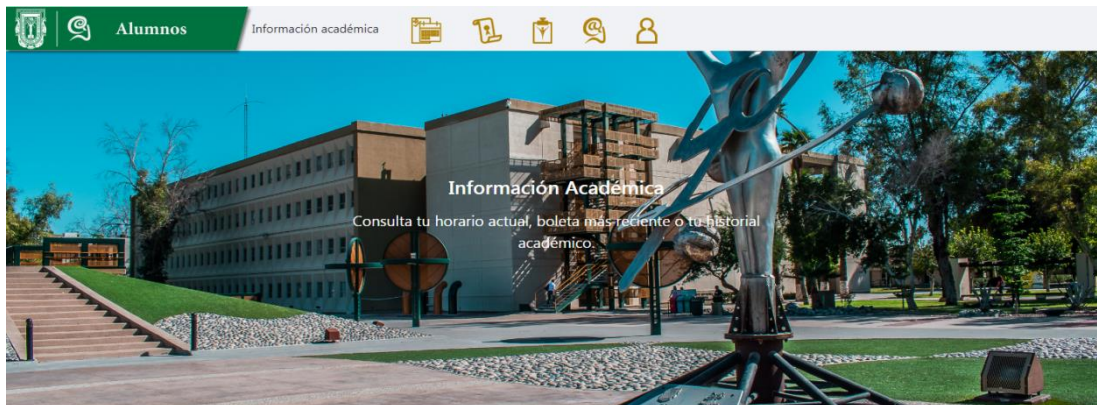 Alumnos
Información académica
Información Académica
Consulta tu horario actual, boleta más reciente o tu historial
académico.